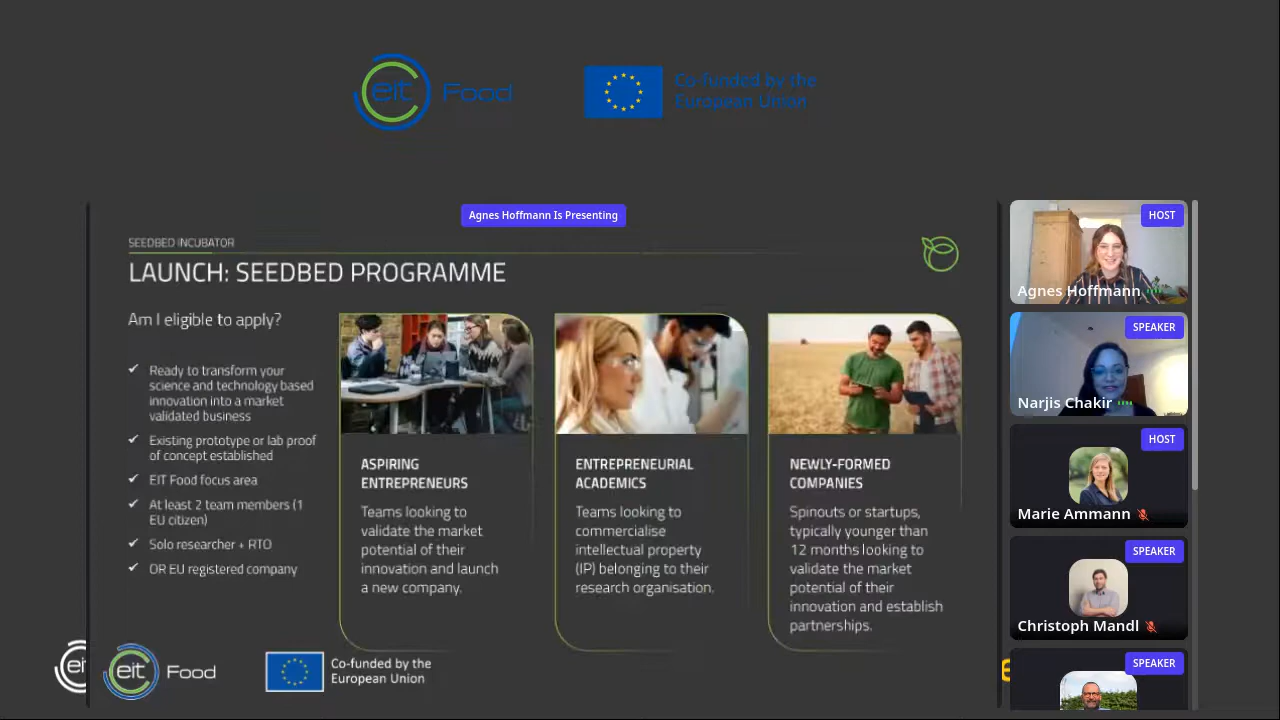 eit Food
Co-funded by the
European Union
Agnes Hoffmann Is Presenting
SEEDBED INCUBATOR
LAUNCH: SEEDBED PROGRAMME
Am I eligible to apply?
Ready to transform your
science and technology based
innovation into a market
validated business
Existing prototype or lab proof
of concept established
EIT Food focus area
At least 2 team members (1
EU citizen)
Solo researcher + RTO
OR EU registered company
ASPIRING
ENTREPRENEURS
Teams looking to
validate the market
potential of their
innovation and launch
a new company.
ENTREPRENEURIAL
ACADEMICS
Teams looking to
commercialise
intellectual property
(IP) belonging to their
research organisation.
NEWLY-FORMED
COMPANIES
Spinouts or startups,
typically younger than
12 months looking to
validate the market
potential of their
innovation and establish
partnerships.
eit Food
Co-funded by the
European Union
HOST
Agnes Hoffmann
SPEAKER
Narjis Chakir
HOST
Marie Ammann
SPEAKER
Christoph Mandl
SPEAKER